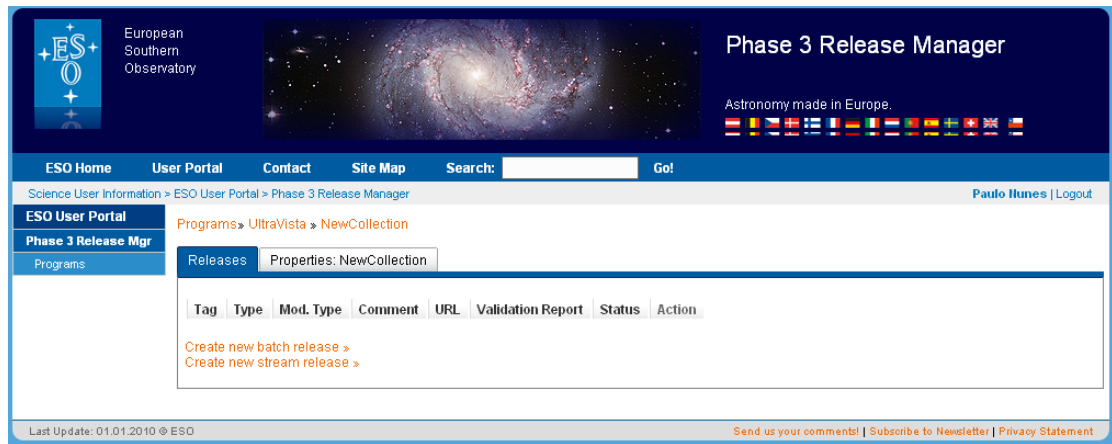 ESO
European
Southern
Observatory
Phase 3 Release Manager
Astronomy made in Europe.
ESO Home User Portal Contact Site Map Search: Go!
Science User Information > ESO User Portal > Phase 3 Release Manager
Paulo Nunes | Logout
ESO User Portal
Phase 3 Release Mgr
Programs
Programs» UltraVista » NewCollection
Releases Properties: NewCollection
Tag Type Mod. Type Comment URL Validation Report Status Action
Create new batch release »
Create new stream release »
Last Update: 01.01.2010 © ESO
Send us your comments! | Subscribe to Newsletter | Privacy Statement